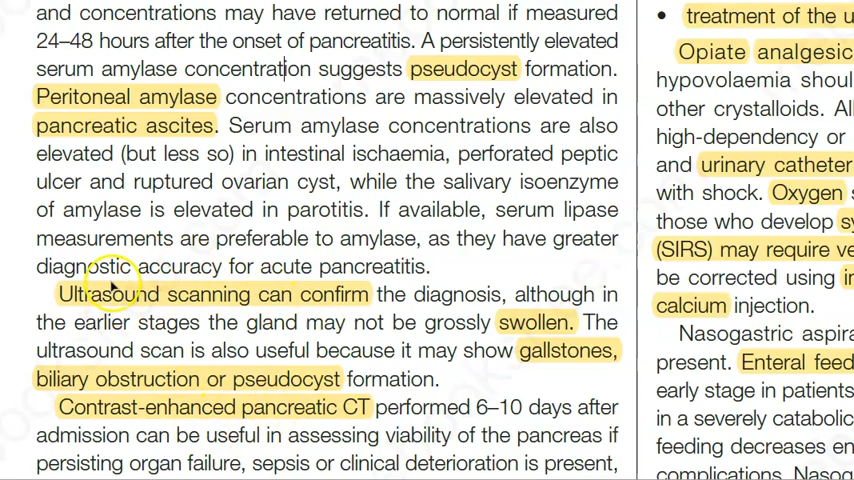 and concentrations may have returned to normal if measured
24–48 hours after the onset of pancreatitis. A persistently elevated
serum amylase concentration suggests pseudocyst formation.
Peritoneal amylase concentrations are massively elevated in
pancreatic ascites. Serum amylase concentrations are also
elevated (but less so) in intestinal ischaemia, perforated peptic
ulcer and ruptured ovarian cyst, while the salivary isoenzyme
of amylase is elevated in parotitis. If available, serum lipase
measurements are preferable to amylase, as they have greater
diagnostic accuracy for acute pancreatitis.
Ultrasound scanning can confirm the diagnosis, although in
the earlier stages the gland may not be grossly swollen. The
ultrasound scan is also useful because it may show gallstones,
biliary obstruction or pseudocyst formation.
Contrast-enhanced pancreatic CT performed 6–10 days after
admission can be useful in assessing viability of the pancreas if
persisting organ failure, sepsis or clinical deterioration is present,
• treatment of the u
Opiate analgesic
hypovolaemia shoul
other crystalloids. Al
high-dependency or
and urinary catheter
with shock. Oxygen
those who develop sy
(SIRS) may require ve
be corrected using in
calcium injection.
Nasogastric aspira
present. Enteral feed
early stage in patients
in a severely catabolic
feeding decreases en
complications. Nasog